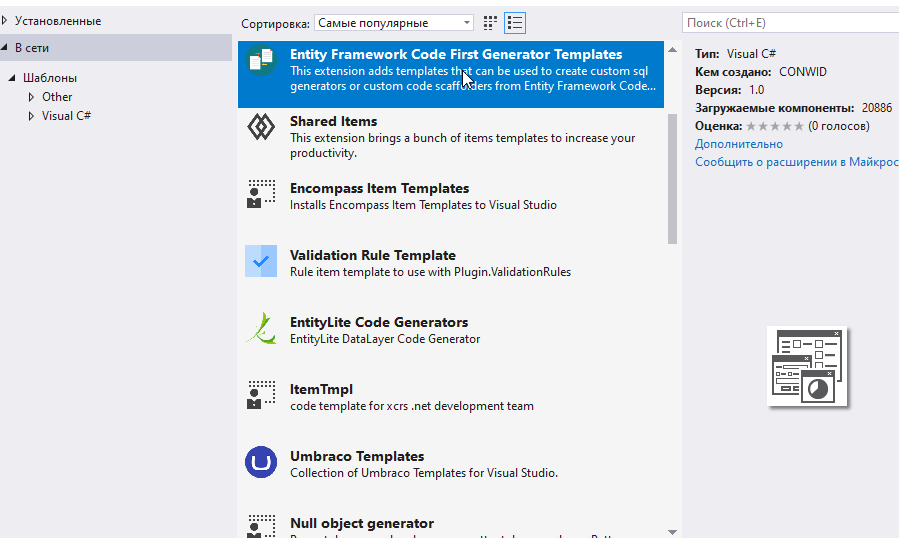 Установленные
В сети
Шаблоны
Other
Visual C#
Сортировка: Самые популярные
Entity Framework Code First Generator Templates
This extension adds templates that can be used to create custom sql
generators or custom code scaffolders from Entity Framework Code...
Shared Items
This extension brings a bunch of items templates to increase your
productivity.
Encompass Item Templates
Installs Encompass Item Templates to Visual Studio
Validation Rule Template
Rule item template to use with Plugin.ValidationRules
EntityLite Code Generators
EntityLite DataLayer Code Generator
ItemTmpl
code template for xcrs .net development team
Umbraco Templates
Collection of Umbraco Templates for Visual Studio.
Null object generator
Поиск (Ctrl+E)
Тип: Visual C#
Кем создано: CONWID
Версия: 1.0
Загружаемые компоненты: 20886
Оценка: ★★★★★ (0 голосов)
Дополнительно
Сообщить о расширении в Майкрос